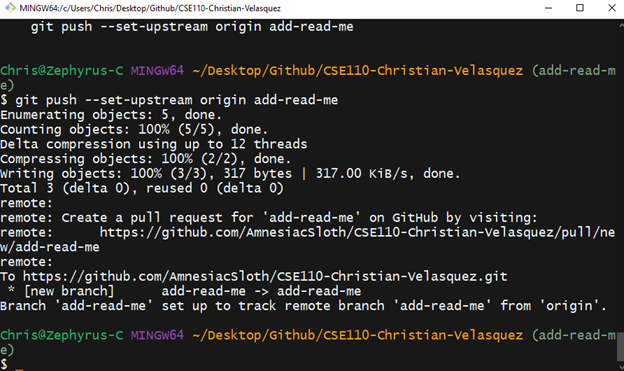 MINGW64:/c/Users/Chris/Desktop/Github/CSE110-Christian-Velasquez
git push --set-upstream origin add-read-me
Chris@Zephyrus-C MINGW64 ~/Desktop/Github/CSE110-Christian-Velasquez (add-read-m
e)
$ git push --set-upstream origin add-read-me
Enumerating objects: 5, done.
Counting objects: 100% (5/5), done.
Delta compression using up to 12 threads
Compressing objects: 100% (2/2), done.
Writing objects: 100% (3/3), 317 bytes | 317.00 KiB/s, done.
Total 3 (delta 0), reused 0 (delta 0)
remote:
remote: Create a pull request for 'add-read-me' on GitHub by visiting:
remote:      https://github.com/AmnesiacSloth/CSE110-Christian-Velasquez/pull/ne
w/add-read-me
remote:
To https://github.com/AmnesiacSloth/CSE110-Christian-Velasquez.git
 * [new branch]      add-read-me -> add-read-me
Branch 'add-read-me' set up to track remote branch 'add-read-me' from 'origin'.
Chris@Zephyrus-C MINGW64 ~/Desktop/Github/CSE110-Christian-Velasquez (add-read-m
e)
$